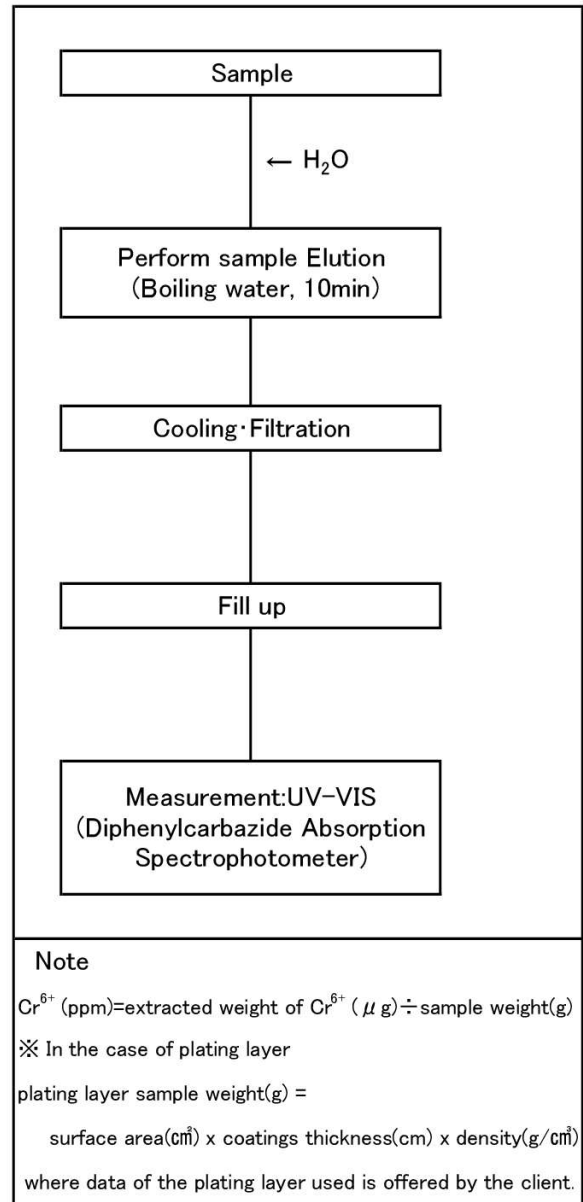 Sample
← H₂O
Perform sample Elution
(Boiling water, 10min)
Cooling･Filtration
Fill up
Measurement:UV-VIS
(Diphenylcarbazide Absorption
Spectrophotometer)
Note
Cr⁶⁺ (ppm)=extracted weight of Cr⁶⁺ (μg)÷sample weight(g)
※ In the case of plating layer
plating layer sample weight(g) =
surface area(㎠) x coatings thickness(cm) x density(g/㎤)
where data of the plating layer used is offered by the client.